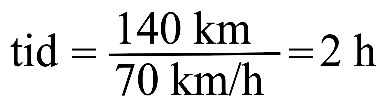 tid = 140 km / 70 km/h = 2 h